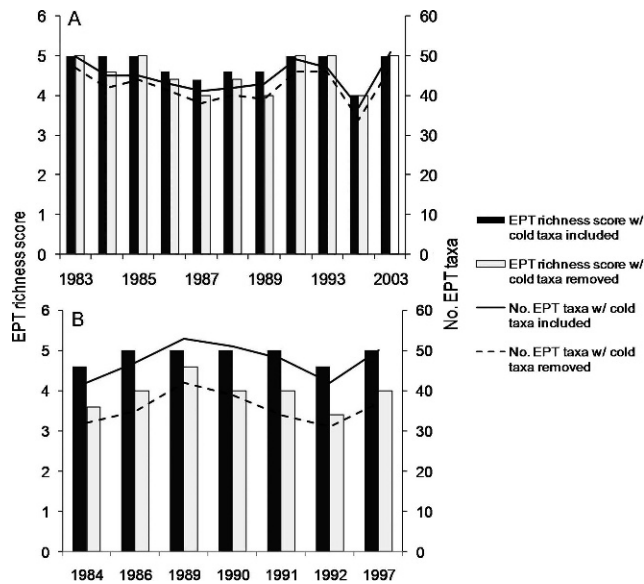 A
6
5
4
3
2
1
0
60
50
40
30
20
10
0
1983 1985 1987 1989 1993 2003
EPT richness score
No. EPT taxa
B
6
5
4
3
2
1
0
60
50
40
30
20
10
0
1984 1986 1989 1990 1991 1992 1997
EPT richness score w/
cold taxa included
EPT richness score w/
cold taxa removed
No. EPT taxa w/ cold
taxa included
No. EPT taxa w/ cold
taxa removed